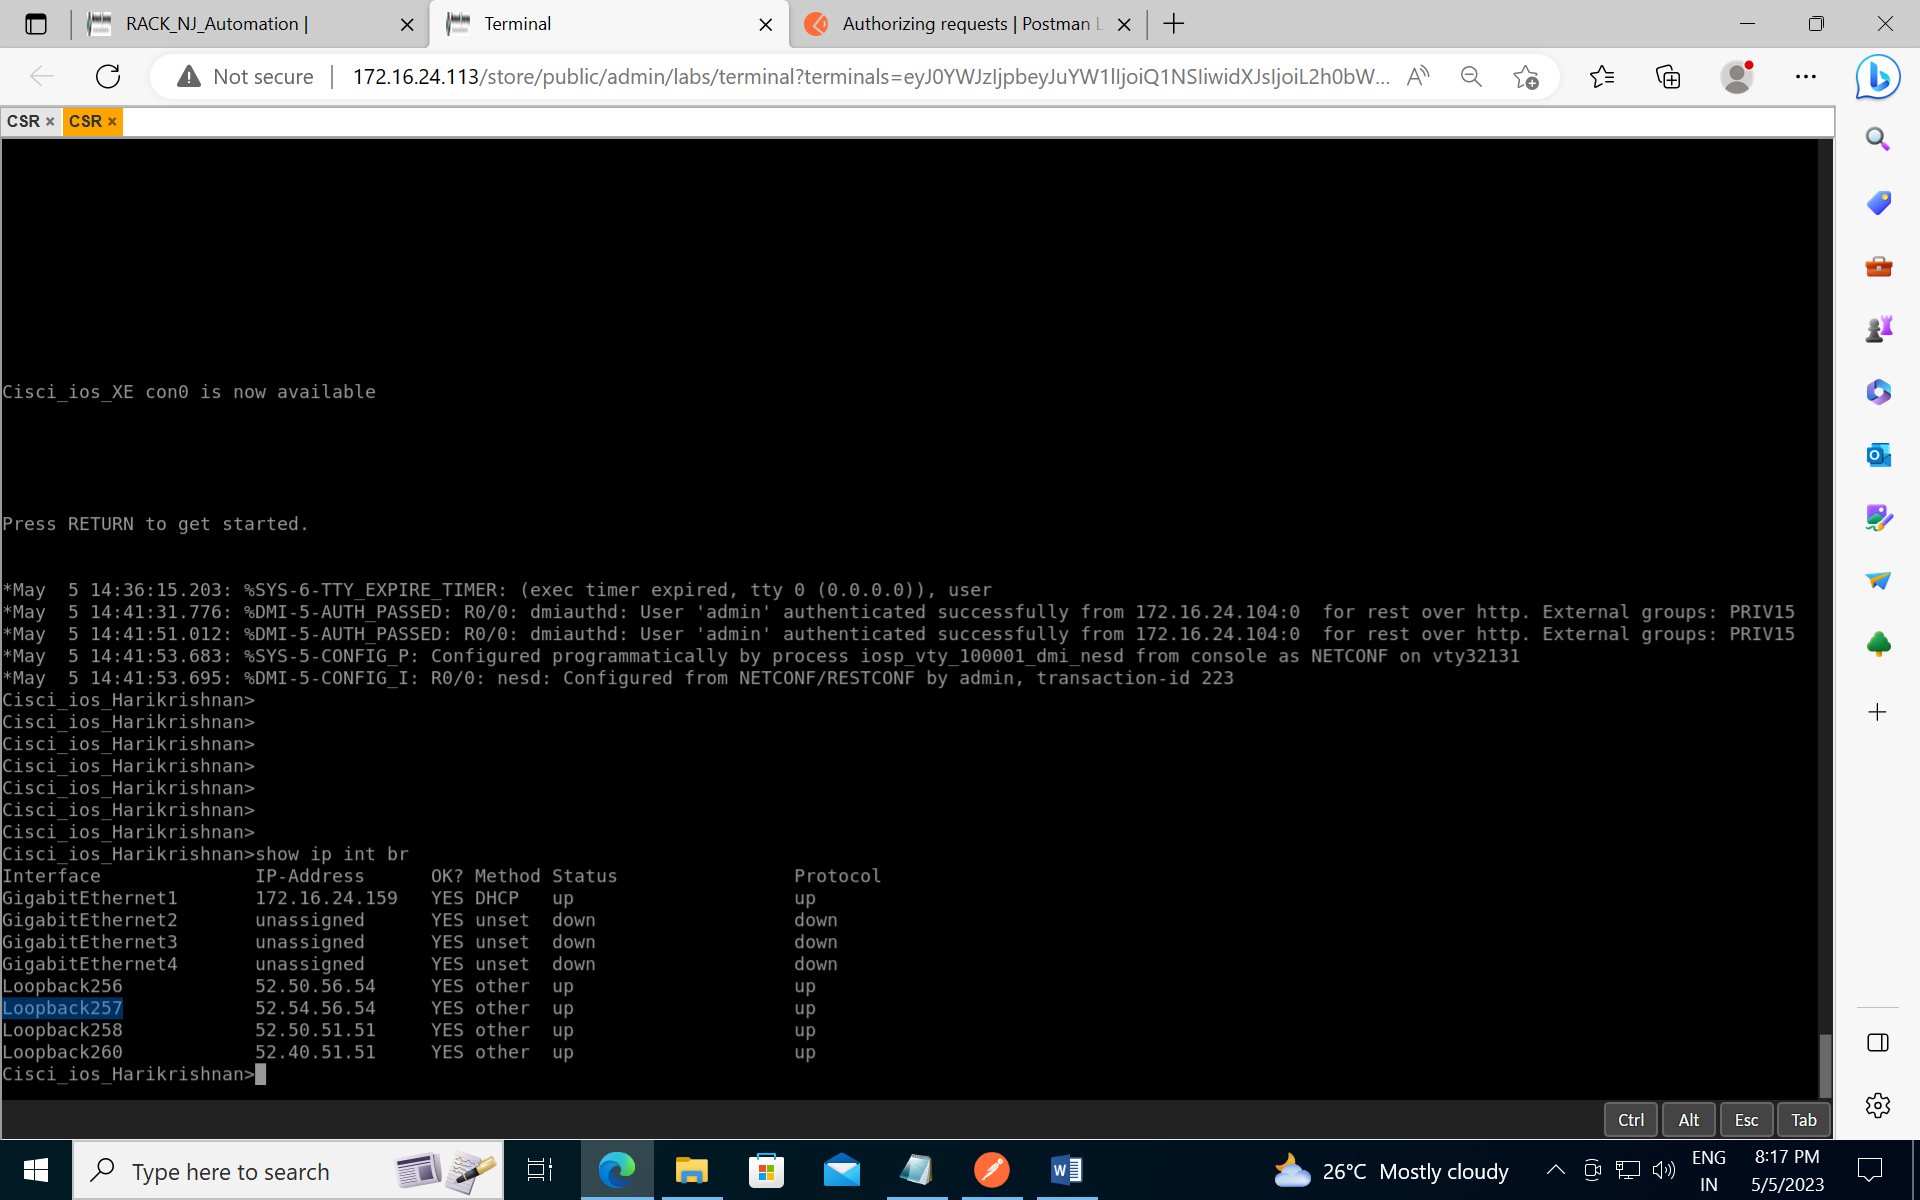 RACK_NJ_Automation |
Terminal
Authorizing requests | Postman L
Not secure
172.16.24.113/store/public/admin/labs/terminal?terminals=eyJ0YWJzIjpbeyJuYW1lIjoiQ1NSIiwidXJsIjoiL2h0bW...
CSR × CSR ×
Cisci_ios_XE con0 is now available
Press RETURN to get started.
*May  5 14:36:15.203: %SYS-6-TTY_EXPIRE_TIMER: (exec timer expired, tty 0 (0.0.0.0)), user
*May  5 14:41:31.776: %DMI-5-AUTH_PASSED: R0/0: dmiauthd: User 'admin' authenticated successfully from 172.16.24.104:0  for rest over http. External groups: PRIV15
*May  5 14:41:51.012: %DMI-5-AUTH_PASSED: R0/0: dmiauthd: User 'admin' authenticated successfully from 172.16.24.104:0  for rest over http. External groups: PRIV15
*May  5 14:41:53.683: %SYS-5-CONFIG_P: Configured programmatically by process iosp_vty_100001_dmi_nesd from console as NETCONF on vty32131
*May  5 14:41:53.695: %DMI-5-CONFIG_I: R0/0: nesd: Configured from NETCONF/RESTCONF by admin, transaction-id 223
Cisci_ios_Harikrishnan>
Cisci_ios_Harikrishnan>
Cisci_ios_Harikrishnan>
Cisci_ios_Harikrishnan>
Cisci_ios_Harikrishnan>
Cisci_ios_Harikrishnan>
Cisci_ios_Harikrishnan>
Cisci_ios_Harikrishnan>show ip int br
Interface              IP-Address      OK? Method Status                Protocol
GigabitEthernet1       172.16.24.159   YES DHCP   up                    up
GigabitEthernet2       unassigned      YES unset  down                  down
GigabitEthernet3       unassigned      YES unset  down                  down
GigabitEthernet4       unassigned      YES unset  down                  down
Loopback256            52.50.56.54     YES other  up                    up
Loopback257            52.54.56.54     YES other  up                    up
Loopback258            52.50.51.51     YES other  up                    up
Loopback260            52.40.51.51     YES other  up                    up
Cisci_ios_Harikrishnan>
Ctrl Alt Esc Tab
Type here to search
26°C Mostly cloudy
ENG
IN
8:17 PM
5/5/2023